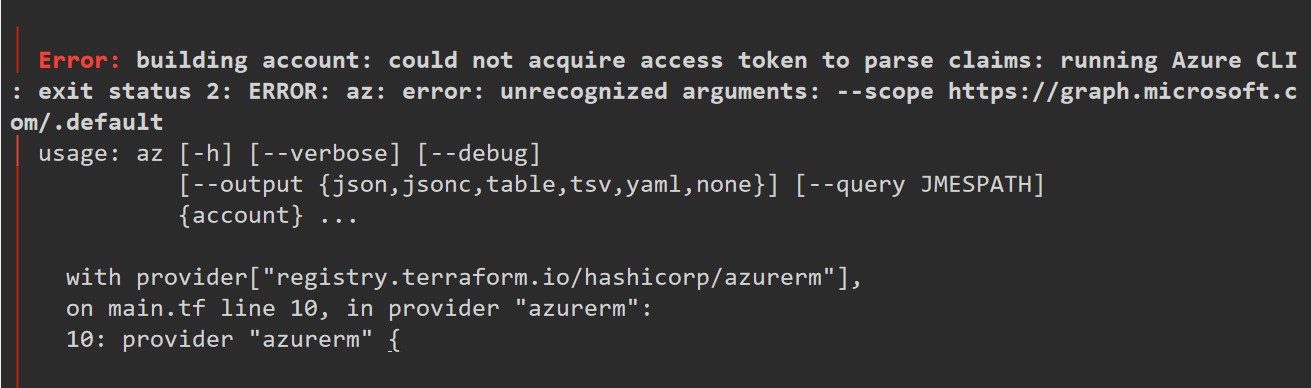 Error: building account: could not acquire access token to parse claims: running Azure CLI
: exit status 2: ERROR: az: error: unrecognized arguments: --scope https://graph.microsoft.c
om/.default
usage: az [-h] [--verbose] [--debug]
[--output {json,jsonc,table,tsv,yaml,none}] [--query JMESPATH]
{account} ...
with provider["registry.terraform.io/hashicorp/azurerm"],
on main.tf line 10, in provider "azurerm":
10: provider "azurerm" {